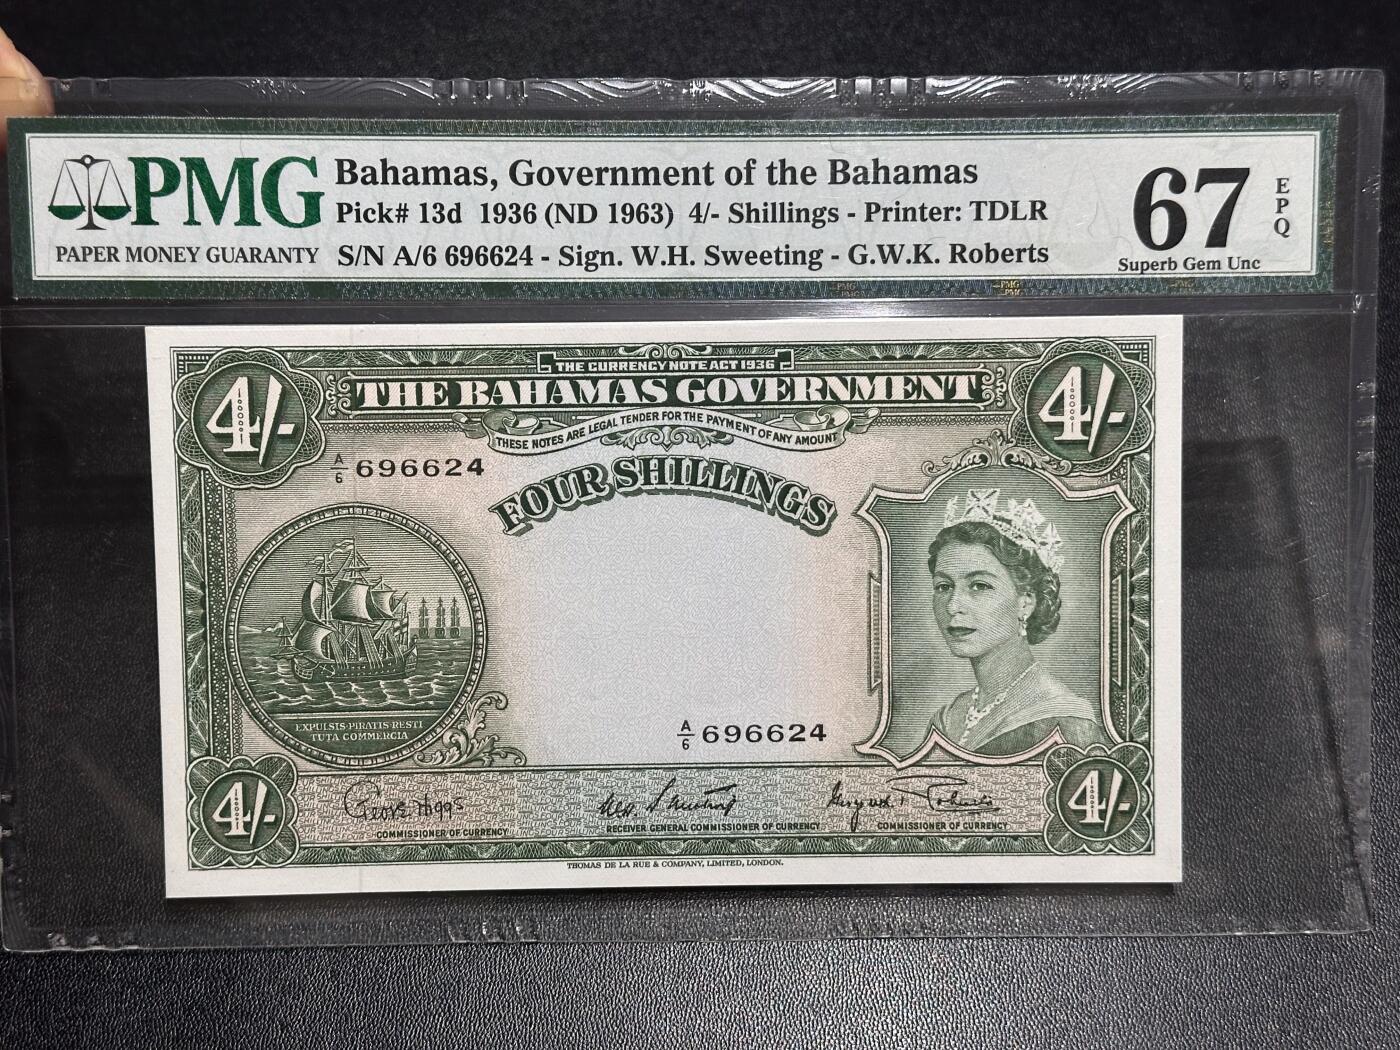 PMG
PAPER MONEY GUARANTY
Bahamas, Government of the Bahamas
Pick# 13d 1936 (ND 1963) 4/- Shillings - Printer: TDLR
S/N A/6 696624 - Sign. W.H. Sweeting - G.W.K. Roberts
67
EPQ
Superb Gem Unc
THE CURRENCY NOTE ACT 1936
THE BAHAMAS GOVERNMENT
THESE NOTES ARE LEGAL TENDER FOR THE PAYMENT OF ANY AMOUNT
4/-
4/-
A/6 696624
FOUR SHILLINGS
EXPULSIS PIRATIS RESTI
TUTA COMMERCIA
A/6 696624
4/-
4/-
COMMISSIONER OF CURRENCY
RECEIVER GENERAL COMMISSIONER OF CURRENCY
COMMISSIONER OF CURRENCY
THOMAS DE LA RUE & COMPANY, LIMITED, LONDON.